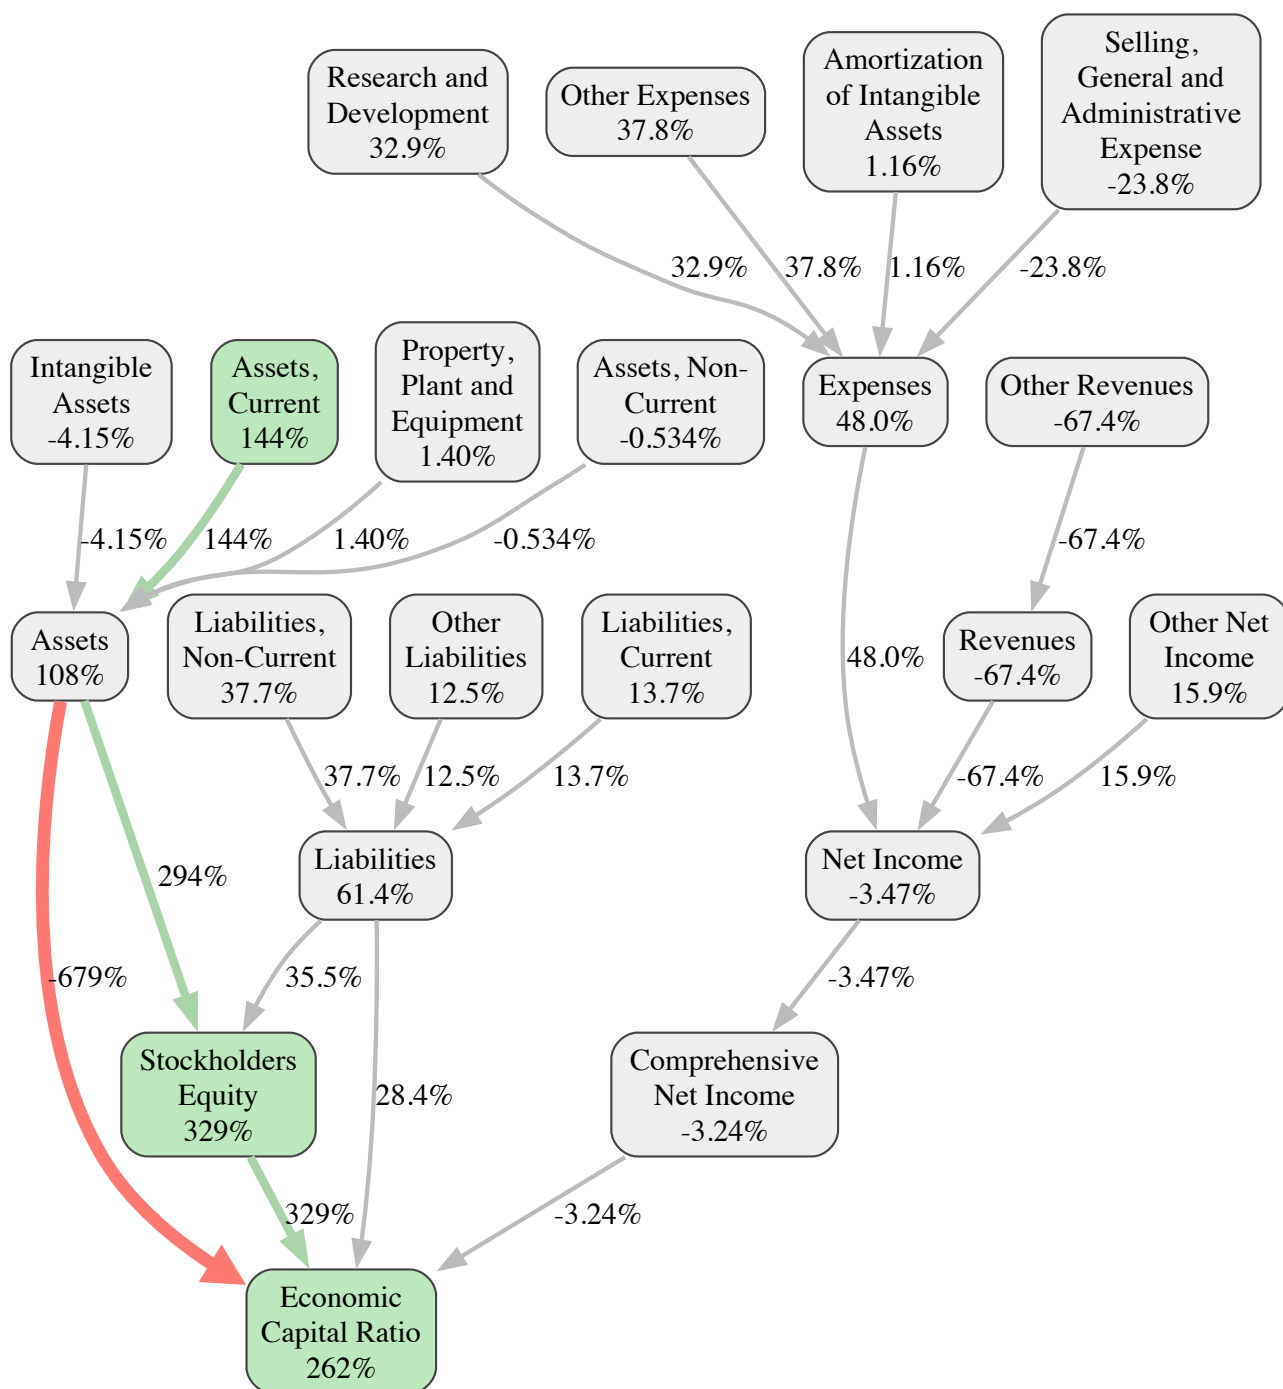 Research and
Development
32.9%
Other Expenses
37.8%
Amortization
of Intangible
Assets
1.16%
Selling,
General and
Administrative
Expense
-23.8%
32.9%
37.8%
1.16%
-23.8%
Intangible
Assets
-4.15%
Assets,
Current
144%
Property,
Plant and
Equipment
1.40%
Assets, Non-
Current
-0.534%
Expenses
48.0%
Other Revenues
-67.4%
-4.15%
144%
1.40%
-0.534%
-67.4%
Assets
108%
Liabilities,
Non-Current
37.7%
Other
Liabilities
12.5%
Liabilities,
Current
13.7%
48.0%
Revenues
-67.4%
Other Net
Income
15.9%
37.7%
12.5%
13.7%
-67.4%
15.9%
294%
Liabilities
61.4%
Net Income
-3.47%
-679%
35.5%
-3.47%
Stockholders
Equity
329%
28.4%
Comprehensive
Net Income
-3.24%
329%
-3.24%
Economic
Capital Ratio
262%